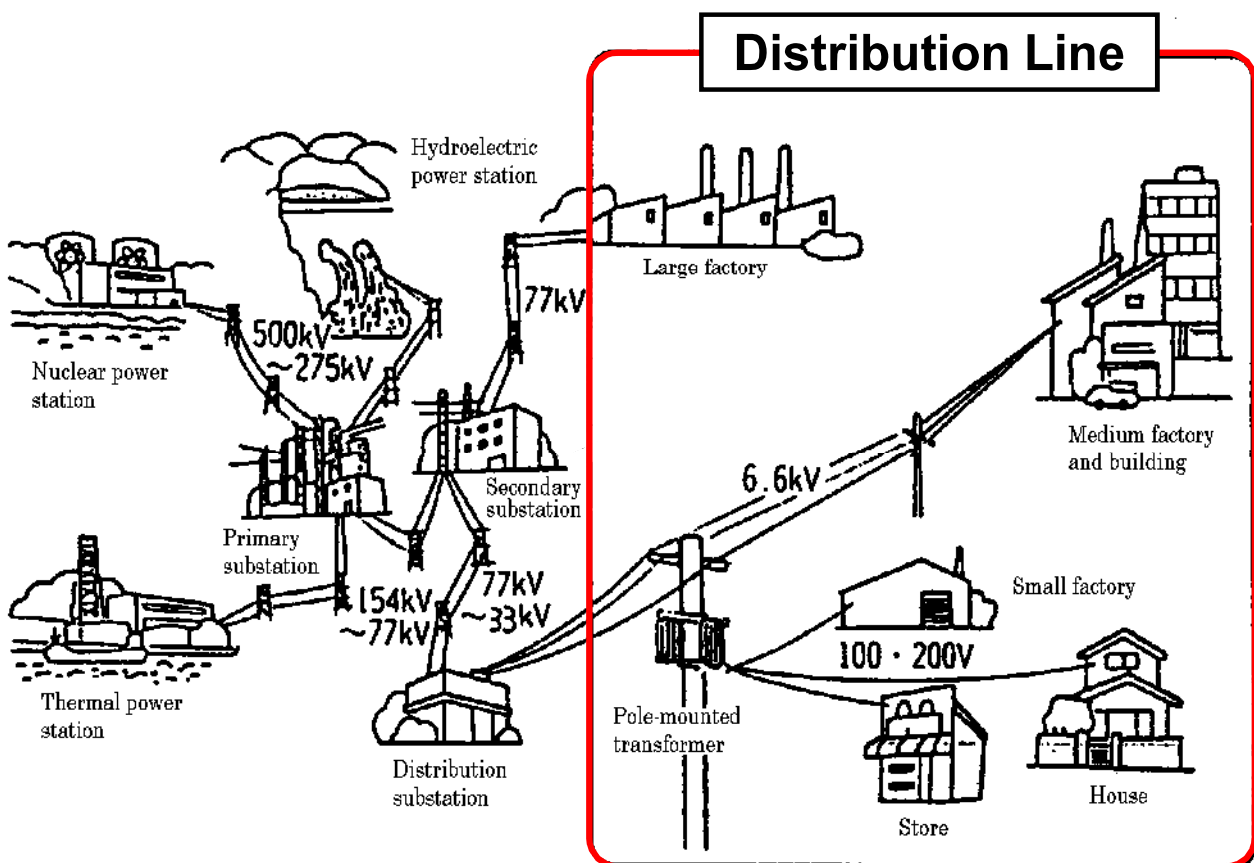 Distribution Line
Hydroelectric
power station
Large factory
77kV
500kV
~275kV
Nuclear power
station
Medium factory
and building
6.6kV
Secondary
substation
Primary
substation
154kV
~77kV
77kV
~33kV
Small factory
100・200V
Thermal power
station
Pole-mounted
transformer
Distribution
substation
House
Store